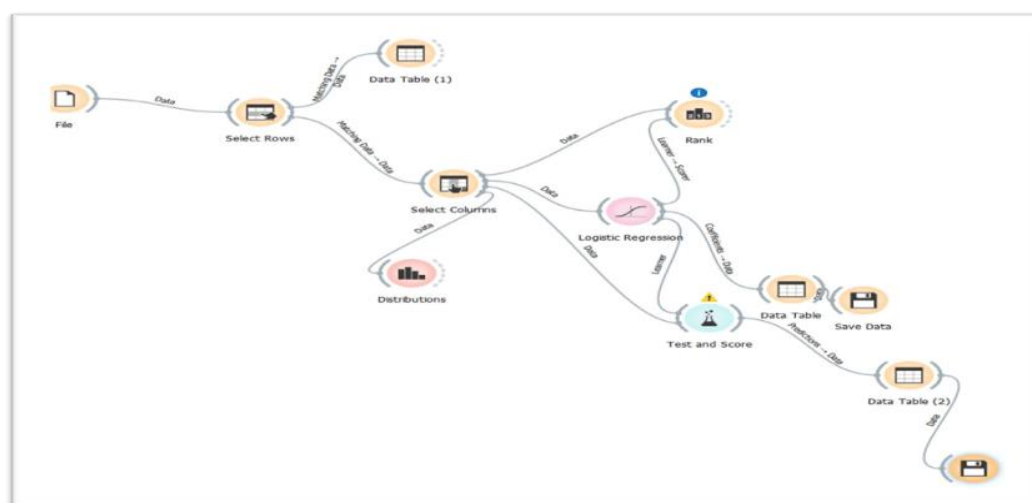 Matching Data → Data
Data Table (1)
Data
File
Select Rows
Matching Data → Data
Data
Rank
Learner → Scorer
Select Columns
Data
Logistic Regression
Data
Distributions
Data
Learner
Coefficients → Data
Data Table
Data
Save Data
Test and Score
Predictions → Data
Data Table (2)
Data